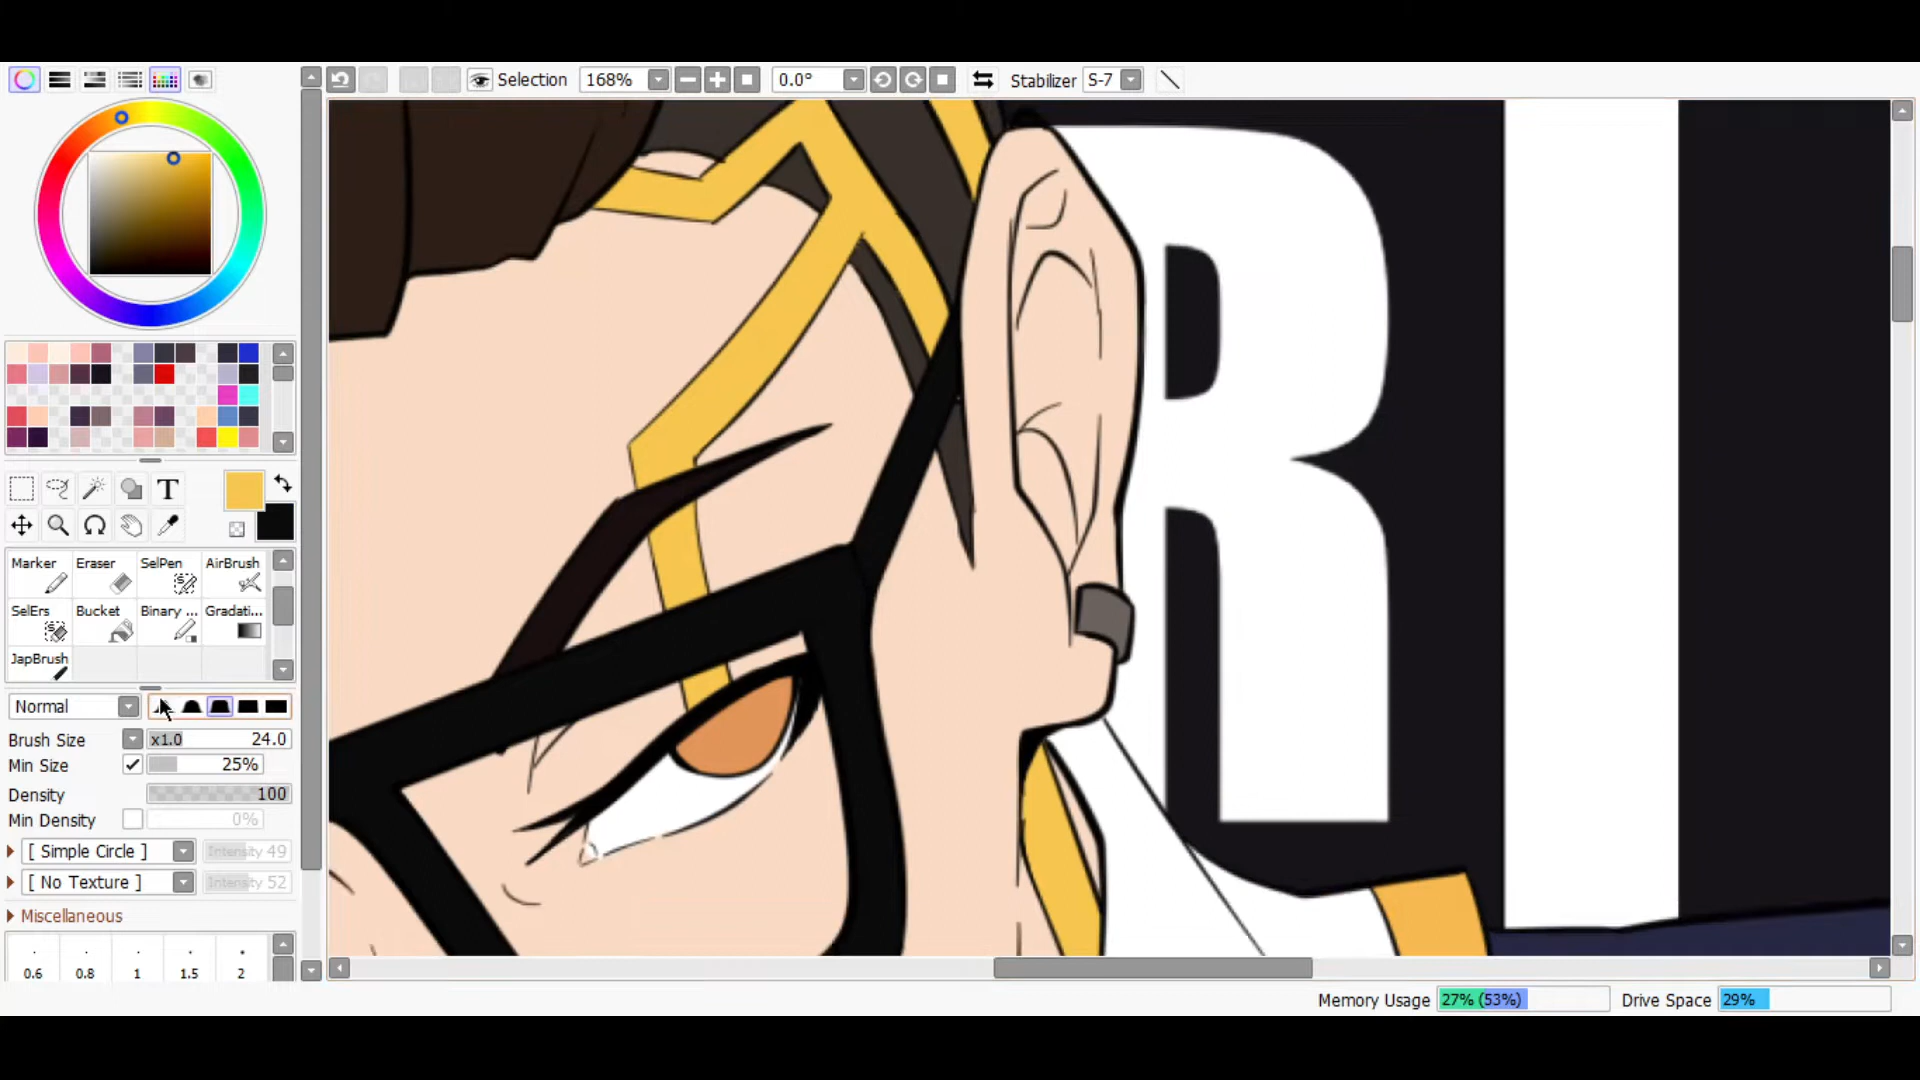 Selection 168% 0.0° Stabilizer S-7
T
Marker Eraser SelPen AirBrush
SelErs Bucket Binary ... Gradati...
JapBrush
Normal
Brush Size x1.0 24.0
Min Size 25%
Density 100
Min Density 0%
[ Simple Circle ] Intensity 49
[ No Texture ] Intensity 52
Miscellaneous
0.6 0.8 1 1.5 2
R
Memory Usage 27% (53%) Drive Space 29%